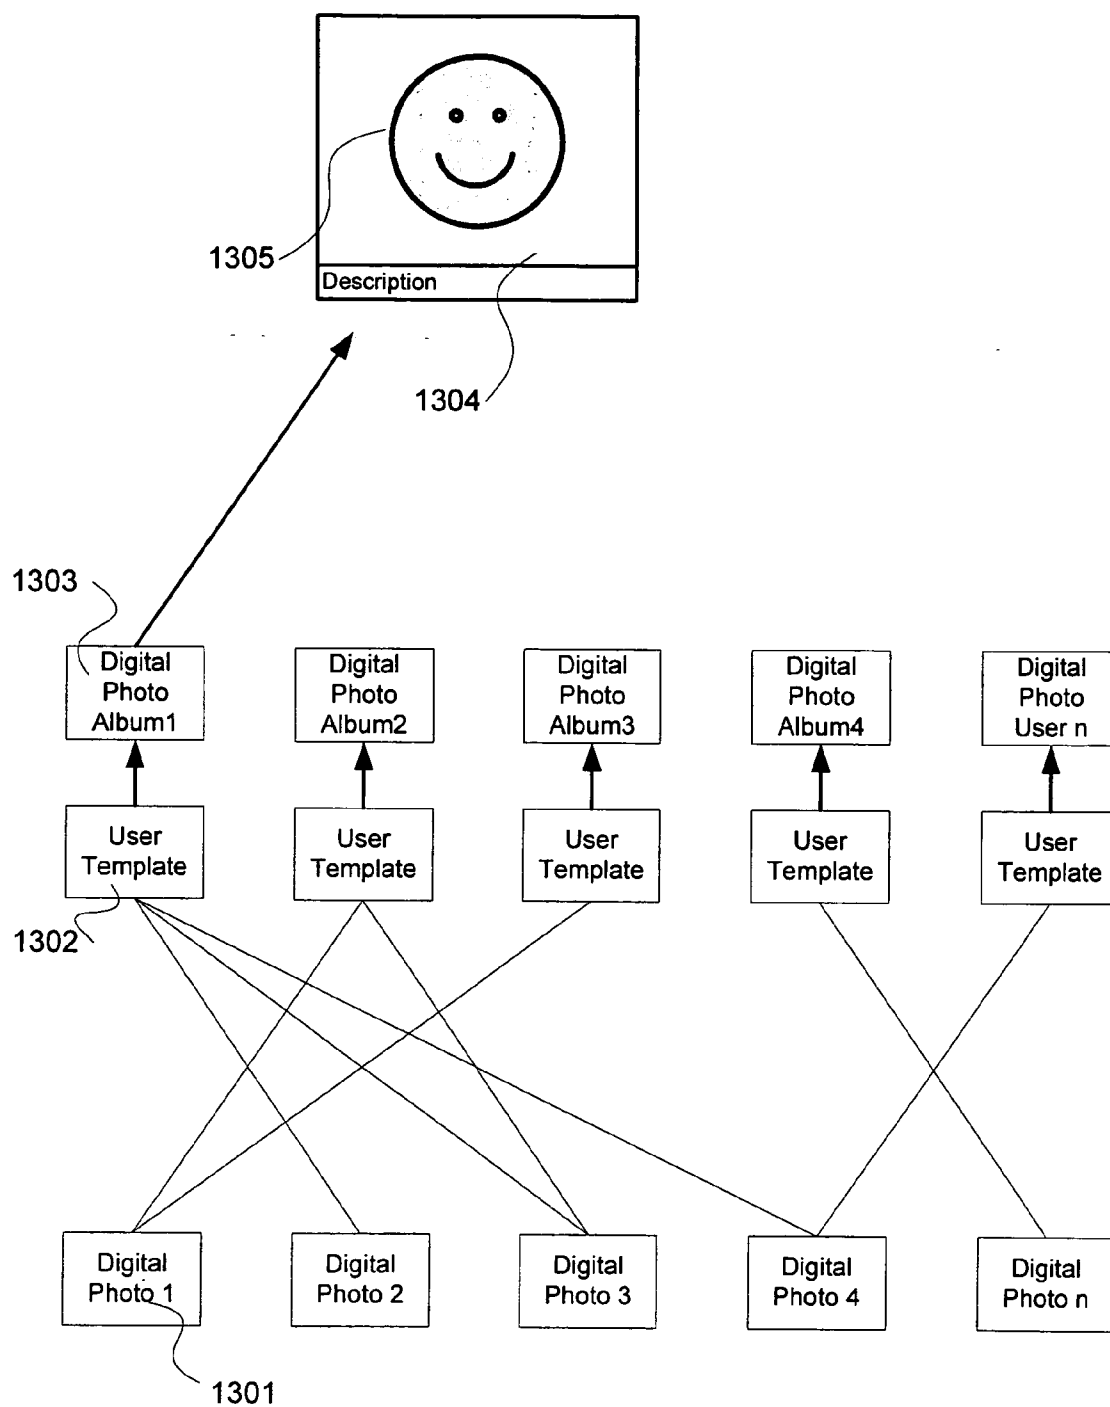 1305
Description
1304
1303
Digital
Photo
Album1
Digital
Photo
Album2
Digital
Photo
Album3
Digital
Photo
Album4
Digital
Photo
User n
User
Template
User
Template
User
Template
User
Template
User
Template
1302
Digital
Photo 1
Digital
Photo 2
Digital
Photo 3
Digital
Photo 4
Digital
Photo n
1301